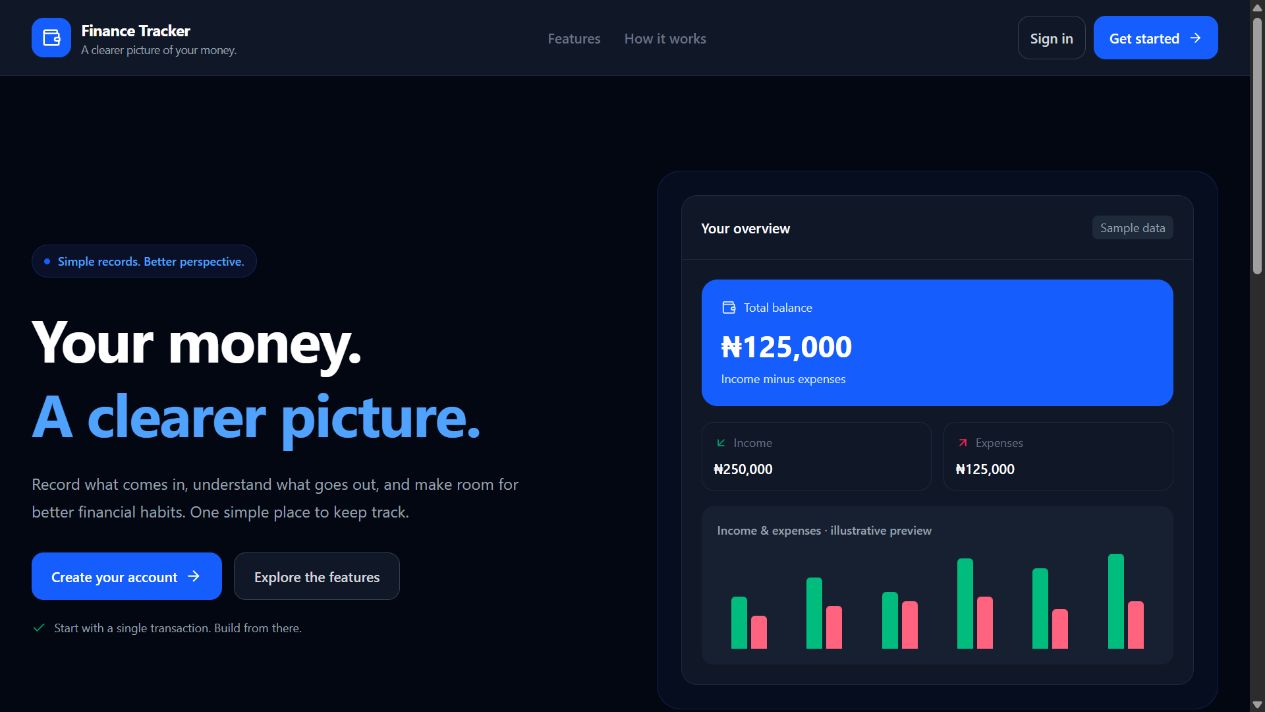 Finance Tracker
A clearer picture of your money.
Features
How it works
Sign in
Get started
Simple records. Better perspective.
Your money.
A clearer picture.
Record what comes in, understand what goes out, and make room for
better financial habits. One simple place to keep track.
Create your account
Explore the features
Start with a single transaction. Build from there.
Your overview
Sample data
Total balance
₦125,000
Income minus expenses
Income
₦250,000
Expenses
₦125,000
Income & expenses · illustrative preview